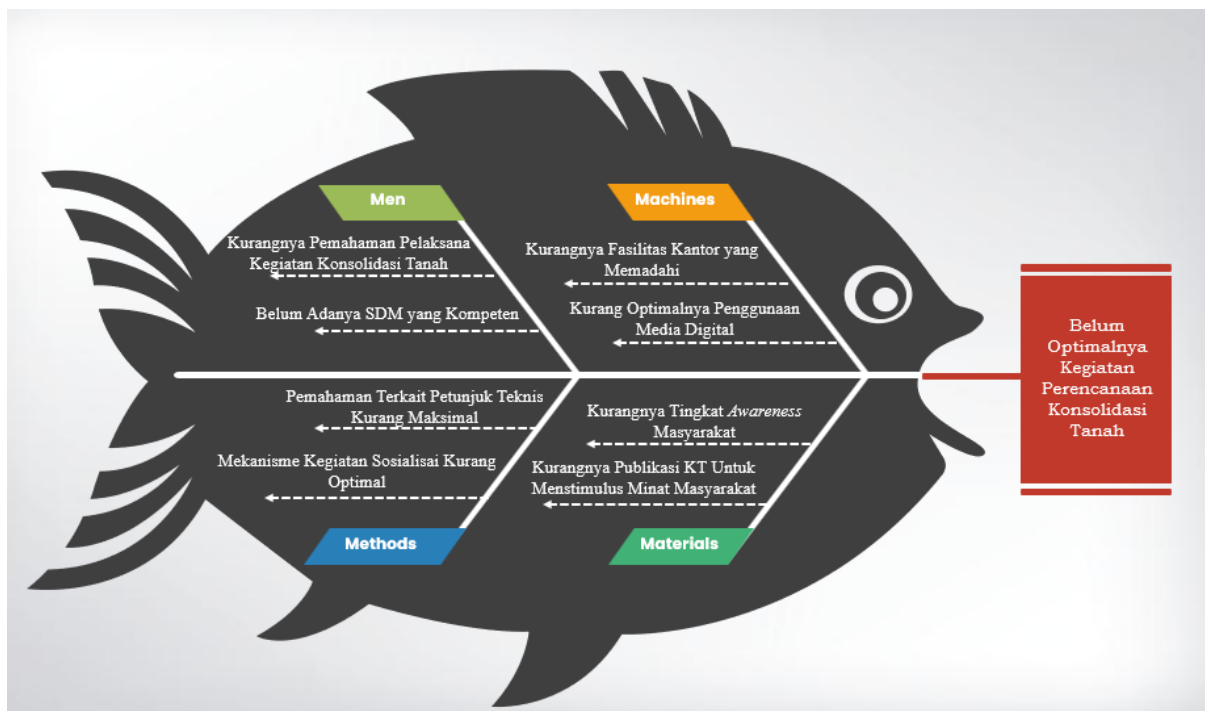 Men
Kurangnya Pemahaman Pelaksana
Kegiatan Konsolidasi Tanah
Belum Adanya SDM yang Kompeten
Machines
Kurangnya Fasilitas Kantor yang
Memadahi
Kurang Optimalnya Penggunaan
Media Digital
Pemahaman Terkait Petunjuk Teknis
Kurang Maksimal
Mekanisme Kegiatan Sosialisai Kurang
Optimal
Methods
Kurangnya Tingkat Awareness
Masyarakat
Kurangnya Publikasi KT Untuk
Menstimulus Minat Masyarakat
Materials
Belum
Optimalnya
Kegiatan
Perencanaan
Konsolidasi
Tanah